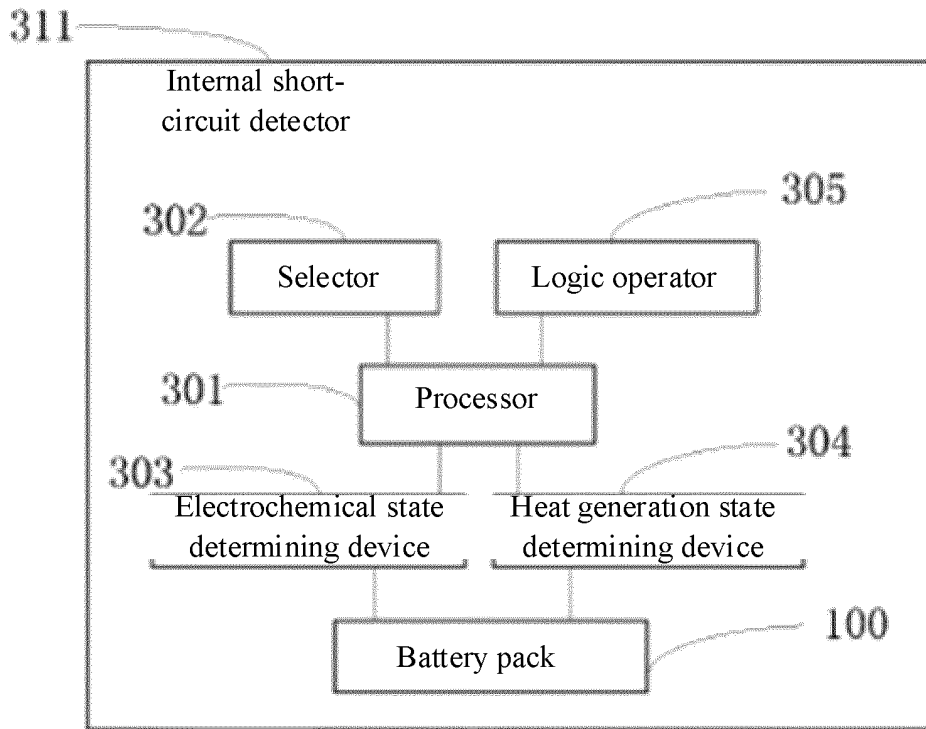 311
Internal short-
circuit detector
302
305
Selector
Logic operator
301
Processor
303
304
Electrochemical state
determining device
Heat generation state
determining device
100
Battery pack